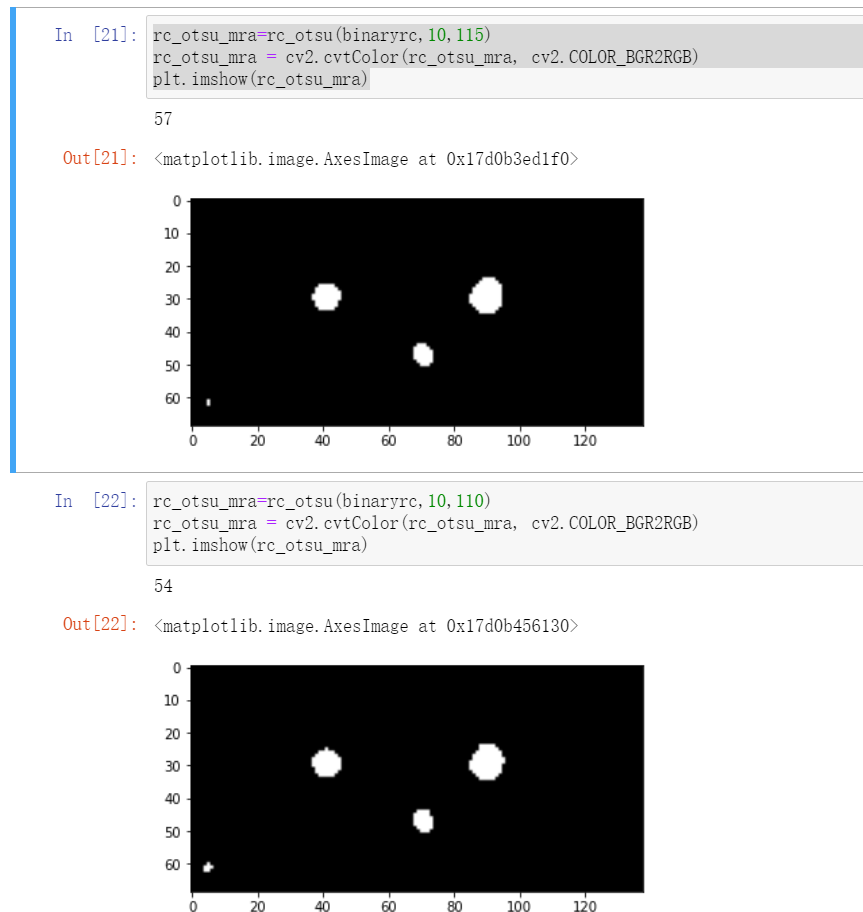 In [21]: rc_otsu_mra=rc_otsu(binaryrc,10,115)
rc_otsu_mra = cv2.cvtColor(rc_otsu_mra, cv2.COLOR_BGR2RGB)
plt.imshow(rc_otsu_mra)
57
Out[21]: <matplotlib.image.AxesImage at 0x17d0b3ed1f0>
0
10
20
30
40
50
60
0 20 40 60 80 100 120
In [22]: rc_otsu_mra=rc_otsu(binaryrc,10,110)
rc_otsu_mra = cv2.cvtColor(rc_otsu_mra, cv2.COLOR_BGR2RGB)
plt.imshow(rc_otsu_mra)
54
Out[22]: <matplotlib.image.AxesImage at 0x17d0b456130>
0
10
20
30
40
50
60
0 20 40 60 80 100 120